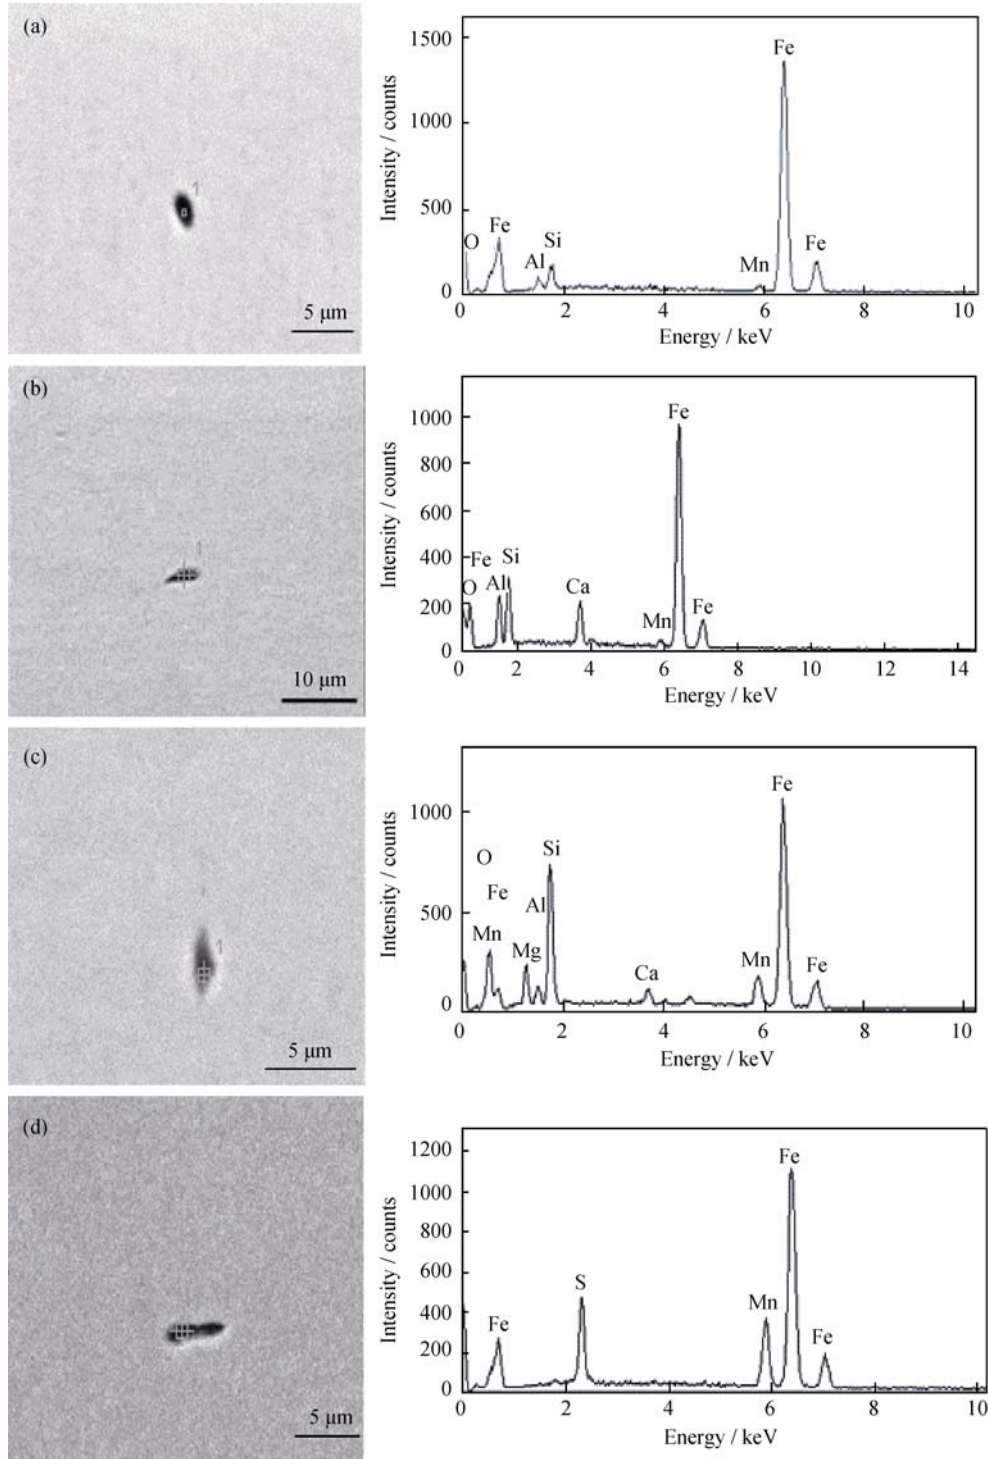 (a)
1
5 μm
Intensity / counts
1500
1000
500
0
O
Fe
Al
Si
Mn
Fe
Fe
0 2 4 6 8 10
Energy / keV
(b)
1
10 μm
Intensity / counts
1000
800
600
400
200
0
O
Fe
Al
Si
Ca
Mn
Fe
Fe
0 2 4 6 8 10 12 14
Energy / keV
(c)
1
5 μm
Intensity / counts
1000
500
0
O
Fe
Mn
Mg
Al
Si
Ca
Mn
Fe
Fe
0 2 4 6 8 10
Energy / keV
(d)
5 μm
Intensity / counts
1200
1000
800
600
400
200
0
Fe
S
Mn
Fe
Fe
0 2 4 6 8 10
Energy / keV